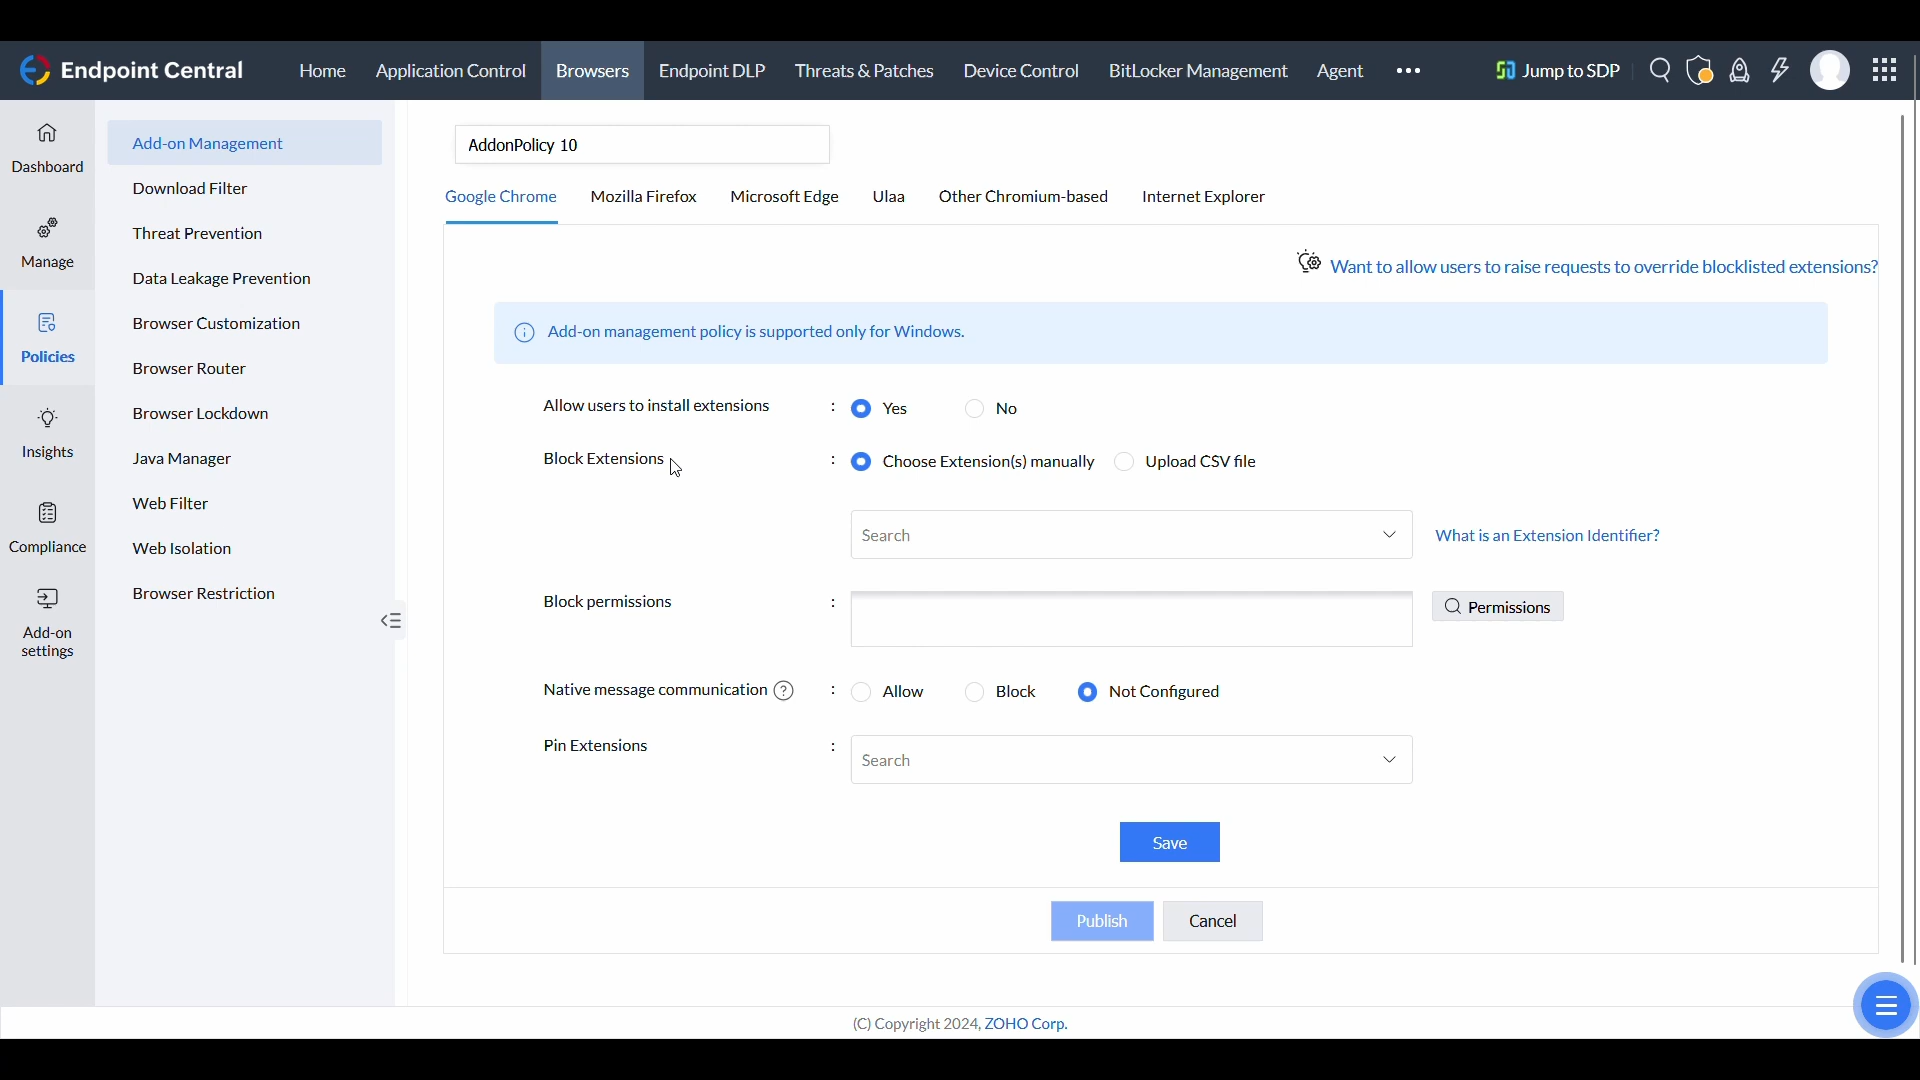 Endpoint Central
Home
Application Control
Browsers
Endpoint DLP
Threats & Patches
Device Control
BitLocker Management
Agent
Jump to SDP
Dashboard
Manage
Policies
Insights
Compliance
Add-on
settings
Add-on Management
Download Filter
Threat Prevention
Data Leakage Prevention
Browser Customization
Browser Router
Browser Lockdown
Java Manager
Web Filter
Web Isolation
Browser Restriction
AddonPolicy 10
Google Chrome
Mozilla Firefox
Microsoft Edge
Ulaa
Other Chromium-based
Internet Explorer
Want to allow users to raise requests to override blocklisted extensions?
Add-on management policy is supported only for Windows.
Allow users to install extensions : Yes No
Block Extensions : Choose Extension(s) manually Upload CSV file
Search
What is an Extension Identifier?
Block permissions :
Permissions
Native message communication ? : Allow Block Not Configured
Pin Extensions : Search
Save
Publish
Cancel
(C) Copyright 2024, ZOHO Corp.